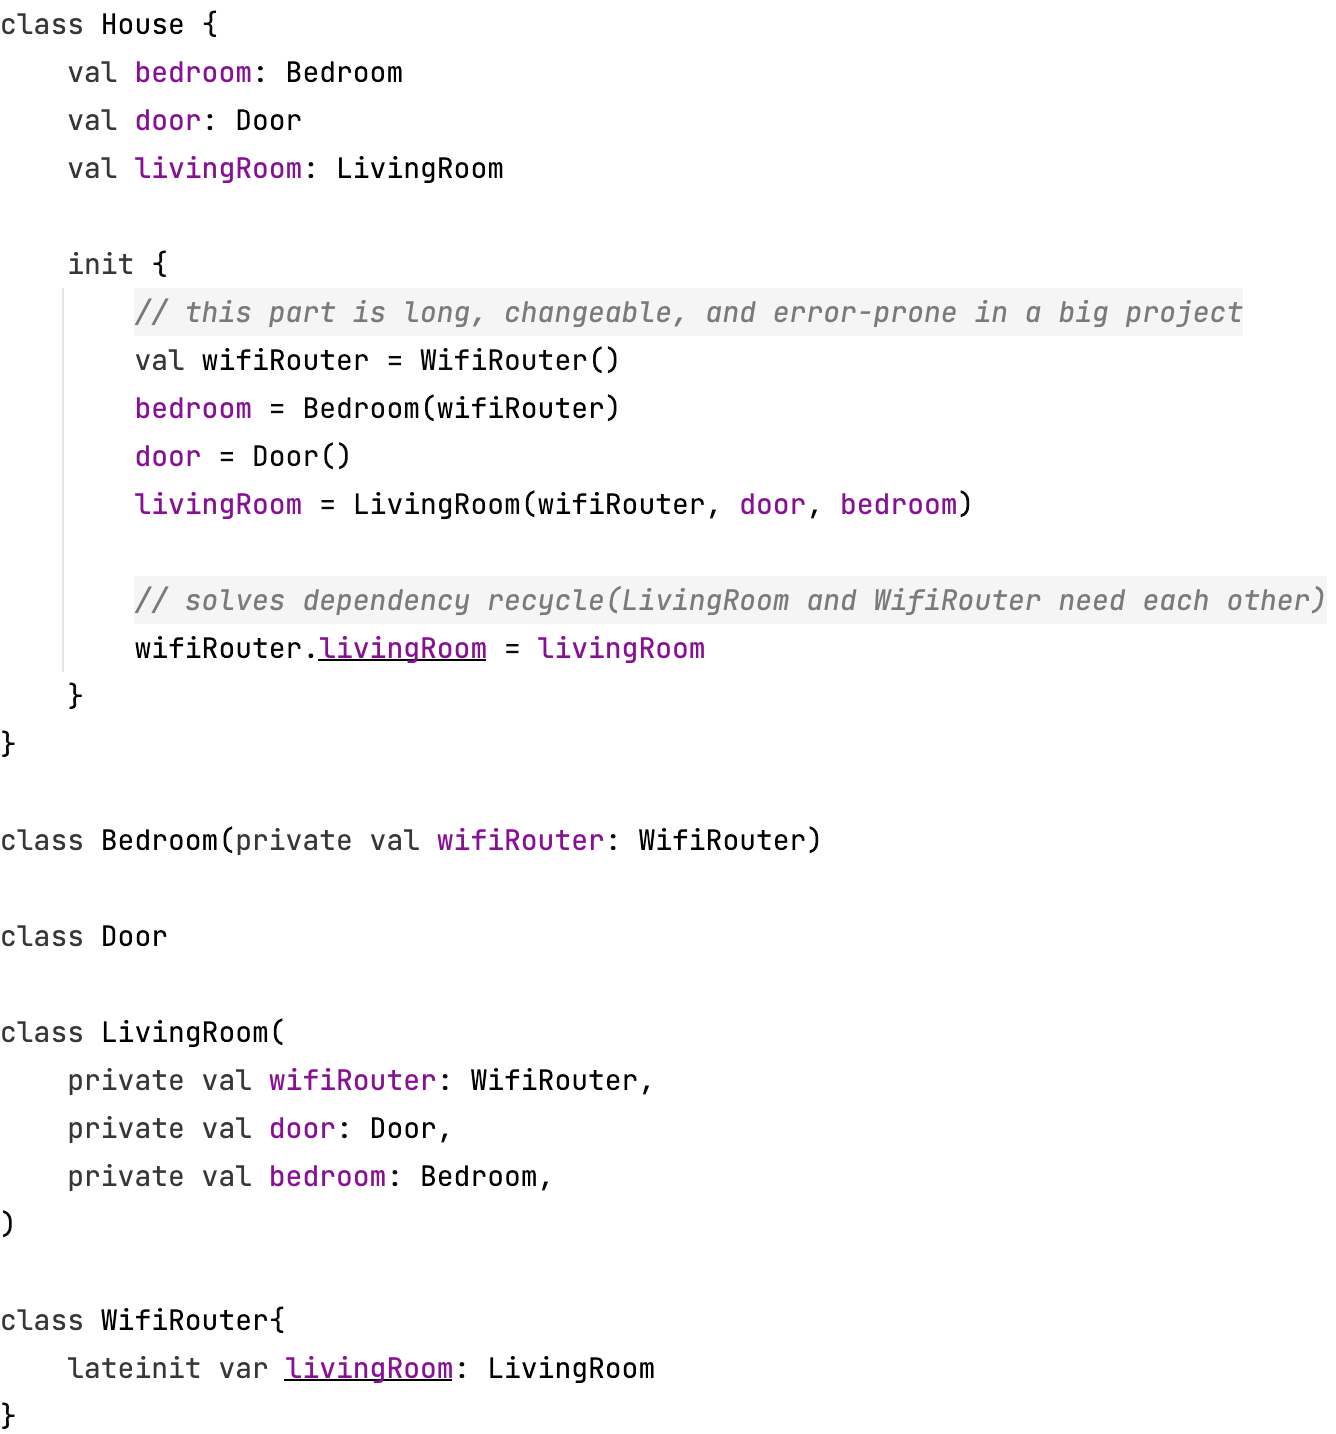 class House {
    val bedroom: Bedroom
    val door: Door
    val livingRoom: LivingRoom

    init {
        // this part is long, changeable, and error-prone in a big project
        val wifiRouter = WifiRouter()
        bedroom = Bedroom(wifiRouter)
        door = Door()
        livingRoom = LivingRoom(wifiRouter, door, bedroom)

        // solves dependency recycle(LivingRoom and WifiRouter need each other)
        wifiRouter.livingRoom = livingRoom
    }
}

class Bedroom(private val wifiRouter: WifiRouter)

class Door

class LivingRoom(
    private val wifiRouter: WifiRouter,
    private val door: Door,
    private val bedroom: Bedroom,
)

class WifiRouter{
    lateinit var livingRoom: LivingRoom
}